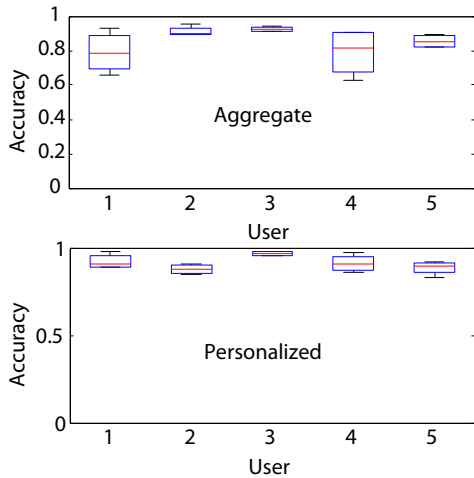 1
0.8
0.6
0.4
0.2
0
Accuracy
Aggregate
1 2 3 4 5
User
1
0.5
0
Accuracy
Personalized
1 2 3 4 5
User